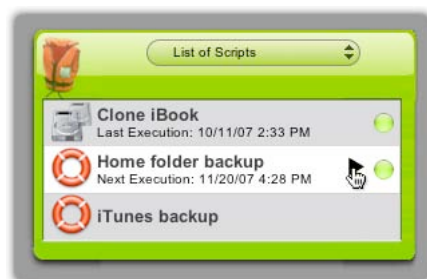 List of Scripts
Clone iBook
Last Execution: 10/11/07 2:33 PM
Home folder backup
Next Execution: 11/20/07 4:28 PM
iTunes backup